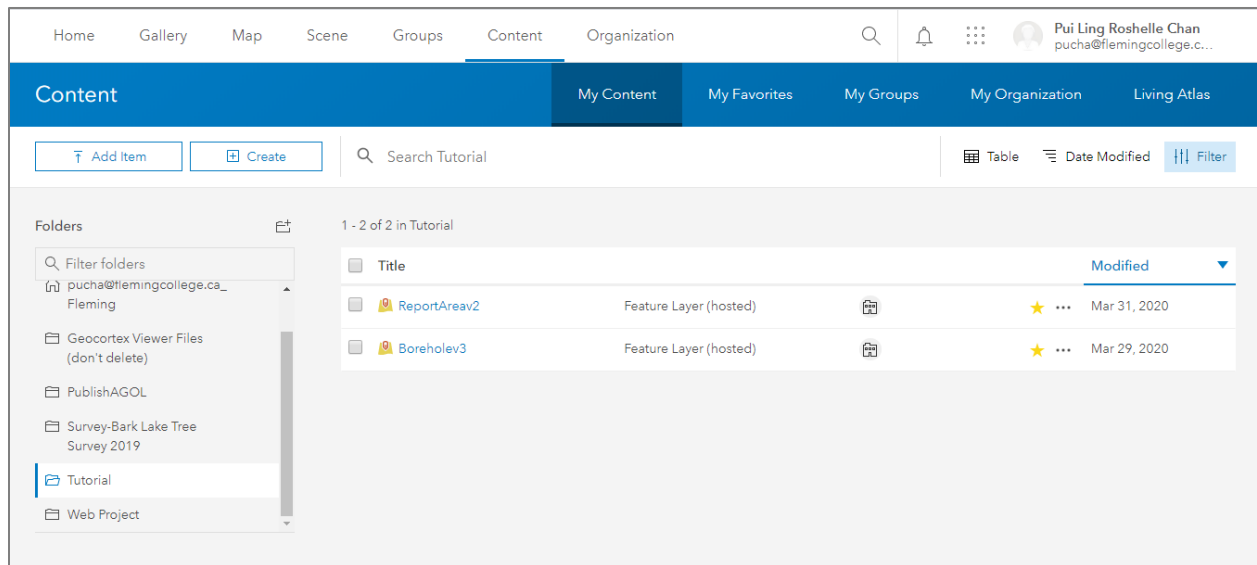 Home Gallery Map Scene Groups Content Organization Pui Ling Roshelle Chan
pucha@flemingcollege.c...
Content My Content My Favorites My Groups My Organization Living Atlas
Add Item Create Search Tutorial Table Date Modified Filter
Folders 1 - 2 of 2 in Tutorial
Filter folders Title Modified
pucha@flemingcollege.ca_
Fleming
ReportAreav2 Feature Layer (hosted) Mar 31, 2020
Geocortex Viewer Files
(don't delete)
Boreholev3 Feature Layer (hosted) Mar 29, 2020
PublishAGOL
Survey-Bark Lake Tree
Survey 2019
Tutorial
Web Project